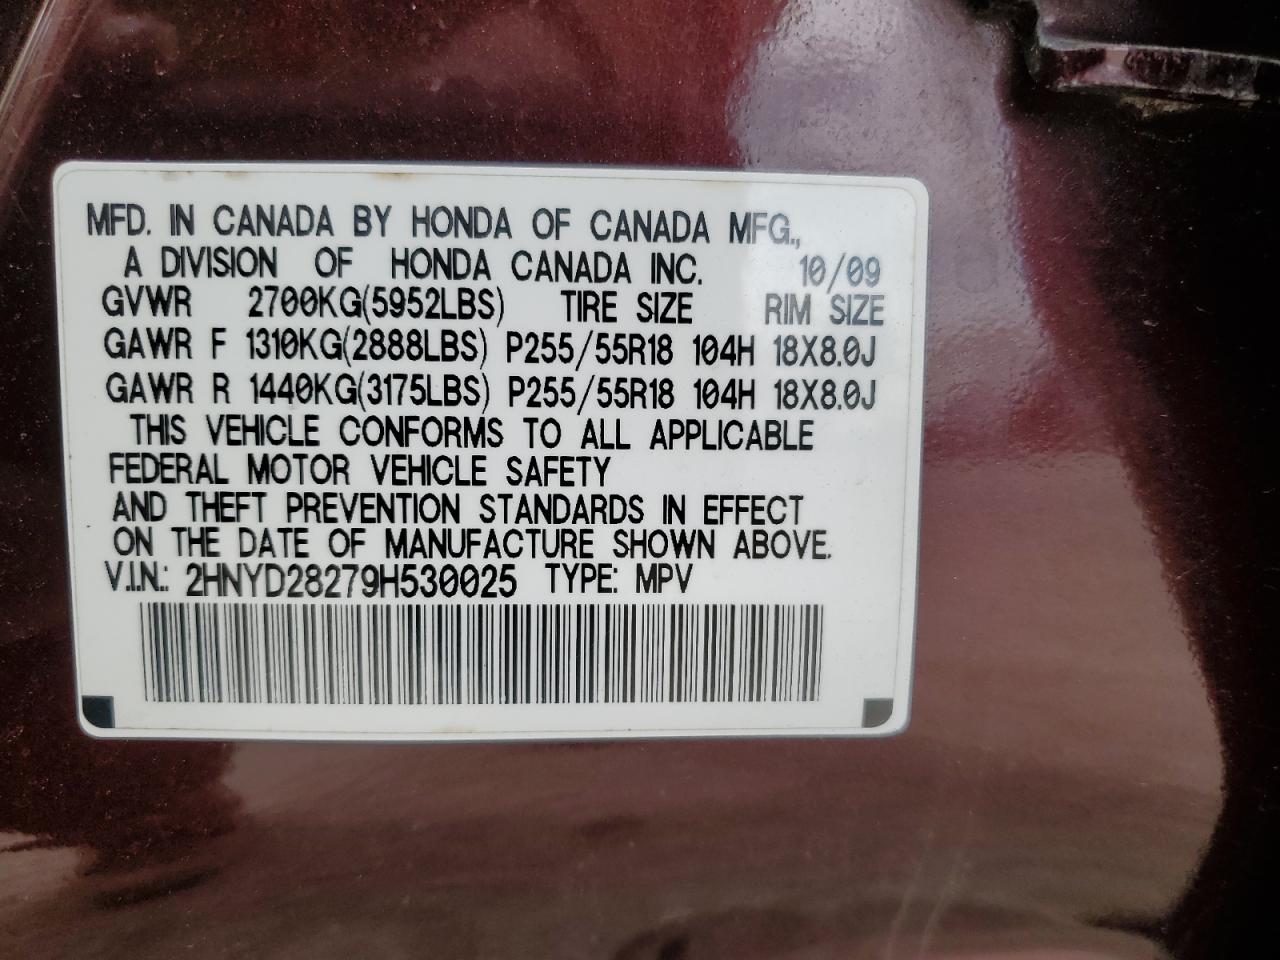 MFD. IN CANADA BY HONDA OF CANADA MFG.,
A DIVISION OF HONDA CANADA INC. 10/09
GVWR 2700KG(5952LBS) TIRE SIZE RIM SIZE
GAWR F 1310KG(2888LBS) P255/55R18 104H 18X8.0J
GAWR R 1440KG(3175LBS) P255/55R18 104H 18X8.0J
THIS VEHICLE CONFORMS TO ALL APPLICABLE
FEDERAL MOTOR VEHICLE SAFETY
AND THEFT PREVENTION STANDARDS IN EFFECT
ON THE DATE OF MANUFACTURE SHOWN ABOVE.
V.I.N.: 2HNYD28279H530025 TYPE: MPV